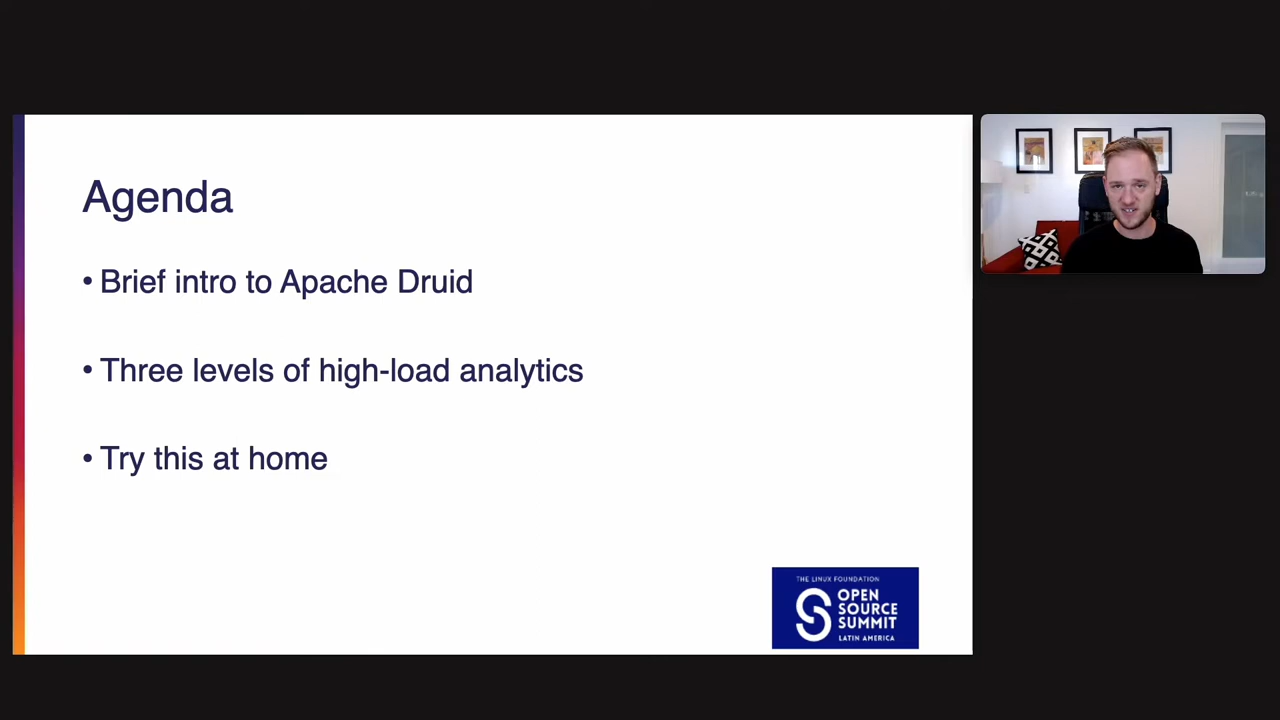 Agenda
• Brief intro to Apache Druid
• Three levels of high-load analytics
• Try this at home
THE LINUX FOUNDATION
OPEN
SOURCE
SUMMIT
LATIN AMERICA